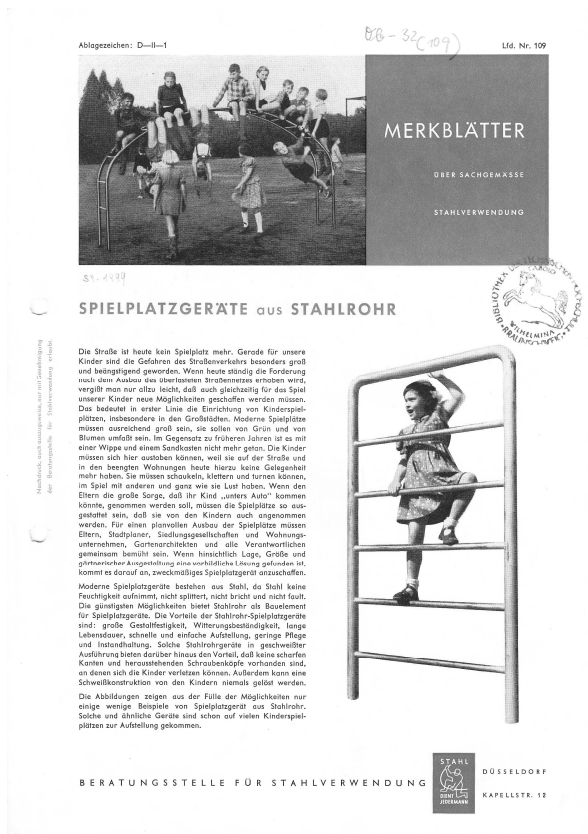 Ablagezeichen: D—II—1
Lfd. Nr. 109
MERKBLÄTTER
ÜBER SACHGEMÄSSE
STAHLVERWENDUNG
SPIELPLATZGERÄTE aus STAHLROHR
Nachdruck, auch auszugsweise, nur mit Genehmigung
der Beratungsstelle für Stahlverwendung erlaubt.
Die Straße ist heute kein Spielplatz mehr. Gerade für unsere
Kinder sind die Gefahren des Straßenverkehrs besonders groß
und beängstigend geworden. Wenn heute ständig die Forderung
nach dem Ausbau des überlasteten Straßennetzes erhoben wird,
vergißt man nur allzu leicht, daß auch gleichzeitig für das Spiel
unserer Kinder neue Möglichkeiten geschaffen werden müssen.
Das bedeutet in erster Linie die Einrichtung von Kinderspiel-
plätzen, insbesondere in den Großstädten. Moderne Spielplätze
müssen ausreichend groß sein, sie sollen von Grün und von
Blumen umfaßt sein. Im Gegensatz zu früheren Jahren ist es mit
einer Wippe und einem Sandkasten nicht mehr getan. Die Kinder
müssen sich hier austoben können, weil sie auf der Straße und
in den beengten Wohnungen heute hierzu keine Gelegenheit
mehr haben. Sie müssen schaukeln, klettern und turnen können,
im Spiel mit anderen und ganz wie sie Lust haben. Wenn den
Eltern die große Sorge, daß ihr Kind „unters Auto" kommen
könnte, genommen werden soll, müssen die Spielplätze so aus-
gestattet sein, daß sie von den Kindern auch angenommen
werden. Für einen planvollen Ausbau der Spielplätze müssen
Eltern, Stadtplaner, Siedlungsgesellschaften und Wohnungs-
unternehmen, Gartenarchitekten und alle Verantwortlichen
gemeinsam bemüht sein. Wenn hinsichtlich Lage, Größe und
gärtnerischer Ausgestaltung eine vorbildliche Lösung gefunden ist,
kommt es darauf an, zweckmäßiges Spielplatzgerät anzuschaffen.
Moderne Spielplatzgeräte bestehen aus Stahl, da Stahl keine
Feuchtigkeit aufnimmt, nicht splittert, nicht bricht und nicht fault.
Die günstigsten Möglichkeiten bietet Stahlrohr als Bauelement
für Spielplatzgeräte. Die Vorteile der Stahlrohr-Spielplatzgeräte
sind: große Gestaltfestigkeit, Witterungsbeständigkeit, lange
Lebensdauer, schnelle und einfache Aufstellung, geringe Pflege
und Instandhaltung. Solche Stahlrohrgeräte in geschweißter
Ausführung bieten darüber hinaus den Vorteil, daß keine scharfen
Kanten und herausstehenden Schraubenköpfe vorhanden sind,
an denen sich die Kinder verletzen können. Außerdem kann eine
Schweißkonstruktion von den Kindern niemals gelöst werden.
Die Abbildungen zeigen aus der Fülle der Möglichkeiten nur
einige wenige Beispiele von Spielplatzgerät aus Stahlrohr.
Solche und ähnliche Geräte sind schon auf vielen Kinderspiel-
plätzen zur Aufstellung gekommen.
BERATUNGSSTELLE FÜR STAHLVERWENDUNG
STAHL
DIENT
JEDERMANN
DÜSSELDORF
KAPELLSTR. 12